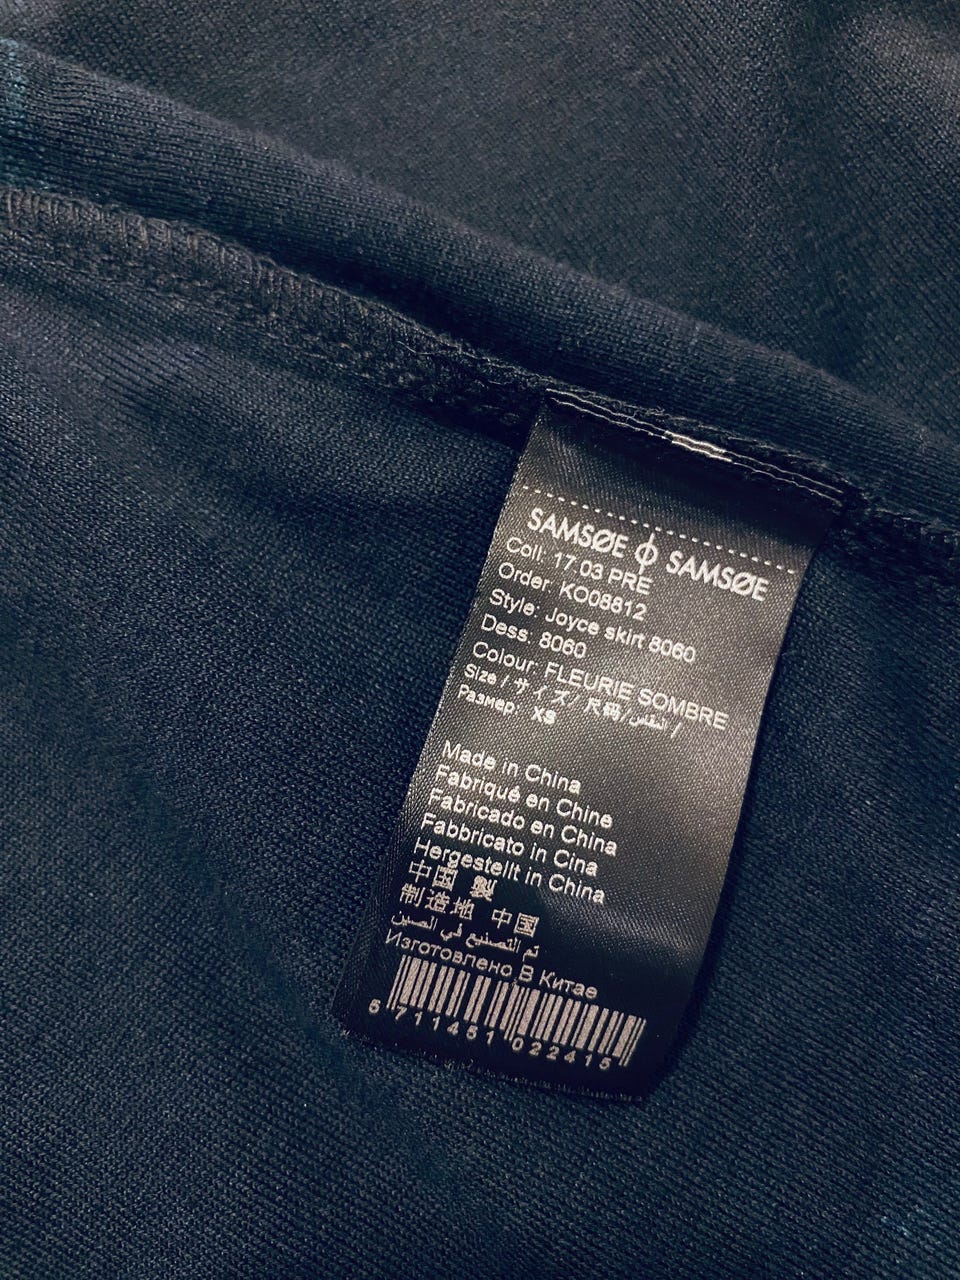 SAMSØE ɸ SAMSØE
Coll: 17.03 PRE
Order: KO08812
Style: Joyce skirt 8060
Dess: 8060
Colour: FLEURIE SOMBRE
Size / サイズ/ 尺码/المقاس /
Размер: XS
Made in China
Fabriqué en Chine
Fabricado en China
Fabbricato in Cina
Hergestellt in China
中国 製
制造地 中国
تم التصنيع في الصين
Изготовлено В Китае
5 711451 022415